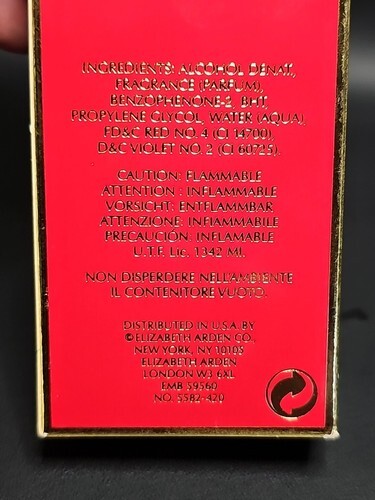 INGREDIENTS: ALCOHOL DENAT,
FRAGRANCE (PARFUM),
BENZOPHENONE-2, BHT,
PROPYLENE GLYCOL, WATER (AQUA),
FD&C RED NO. 4 (CI 14700),
D&C VIOLET NO. 2 (CI 60725).
CAUTION: FLAMMABLE
ATTENTION : INFLAMMABLE
VORSICHT: ENTFLAMMBAR
ATTENZIONE: INFIAMMABILE
PRECAUCIÓN: INFLAMABLE
U.T.F. Lic. 1342 MI.
NON DISPERDERE NELL'AMBIENTE
IL CONTENITORE VUOTO.
DISTRIBUTED IN U.S.A. BY
©ELIZABETH ARDEN CO.,
NEW YORK, NY 10105
ELIZABETH ARDEN
LONDON W3 6XL
EMB 59560
NO. 5582-420